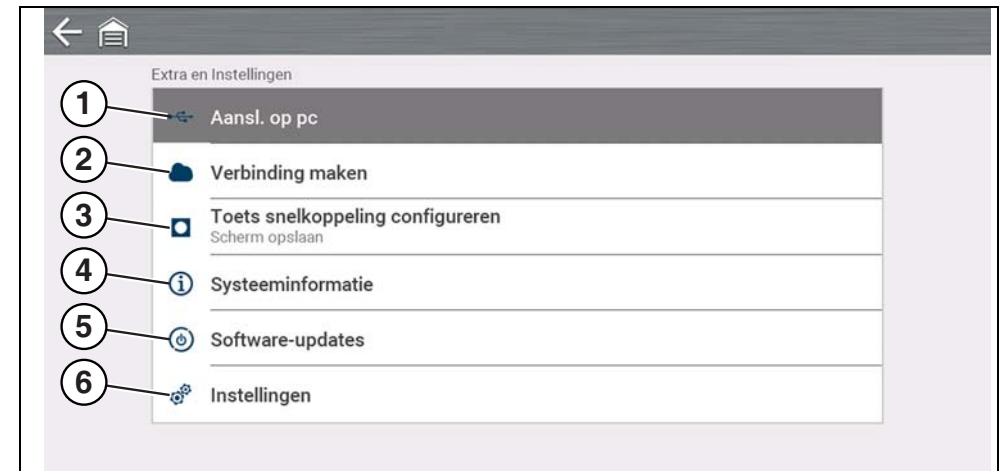 Extra en Instellingen
1
Aansl. op pc
2
Verbinding maken
3
Toets snelkoppeling configureren
Scherm opslaan
4
Systeeminformatie
5
Software-updates
6
Instellingen